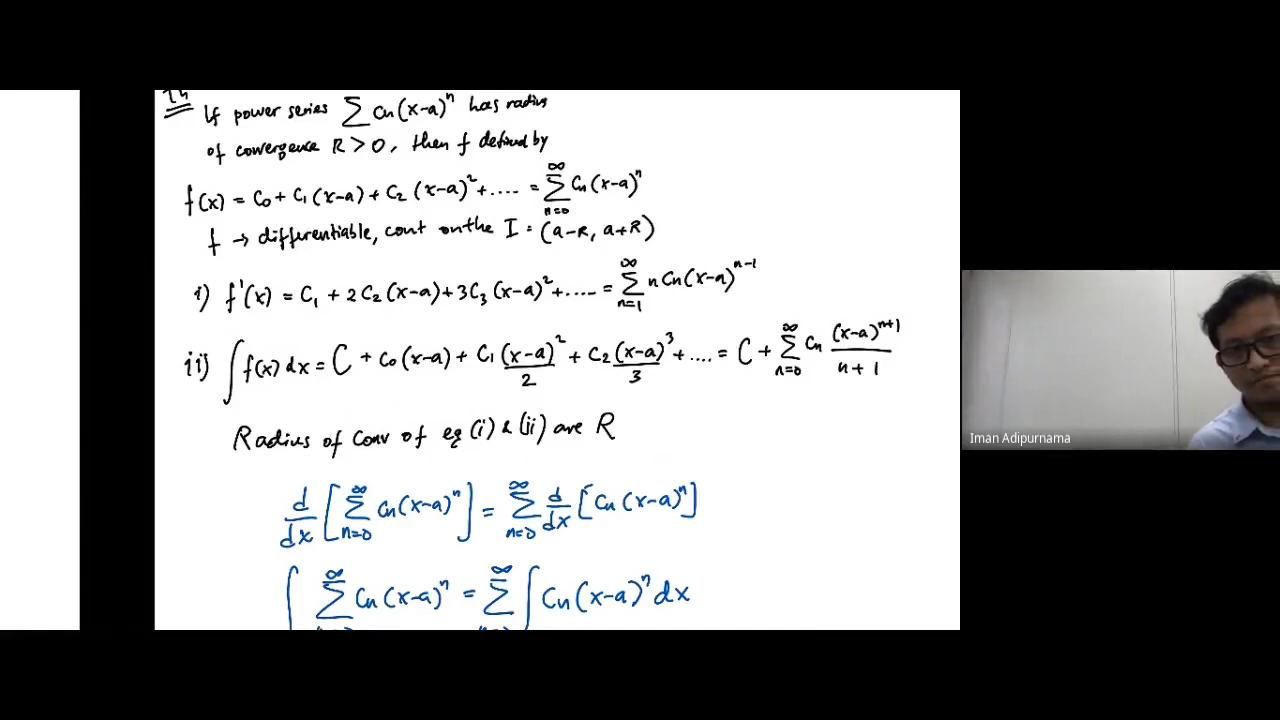 Th
If power series ∑ Cn(x-a)^n has radius
of convergence R > 0, then f defined by
f(x) = C0 + C1(x-a) + C2(x-a)^2 + .... = ∑_{n=0}^{∞} Cn(x-a)^n
f → differentiable, cont on the I = (a-R, a+R)
i) f'(x) = C1 + 2C2(x-a) + 3C3(x-a)^2 + ..... = ∑_{n=1}^{∞} n Cn(x-a)^{n-1}
ii) ∫ f(x) dx = C + C0(x-a) + C1 (x-a)^2/2 + C2 (x-a)^3/3 + .... = C + ∑_{n=0}^{∞} Cn (x-a)^{n+1}/(n+1)
Radius of Conv of eq (i) & (ii) are R
d/dx [∑_{n=0}^{∞} Cn(x-a)^n] = ∑_{n=0}^{∞} d/dx [Cn(x-a)^n]
∫ ∑^{∞} Cn(x-a)^n = ∑^{∞} ∫ Cn(x-a)^n dx
Iman Adipurnama